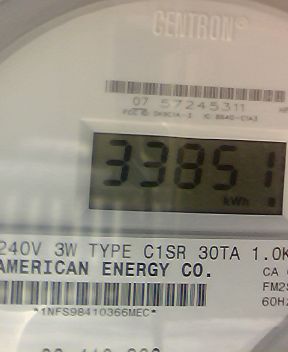 CENTRON®
07 57245311
33851
kWh
240V 3W TYPE C1SR 30TA 1.0K
AMERICAN ENERGY CO.
CA
FM2S
60HZ
*1NFS98410366MEC*